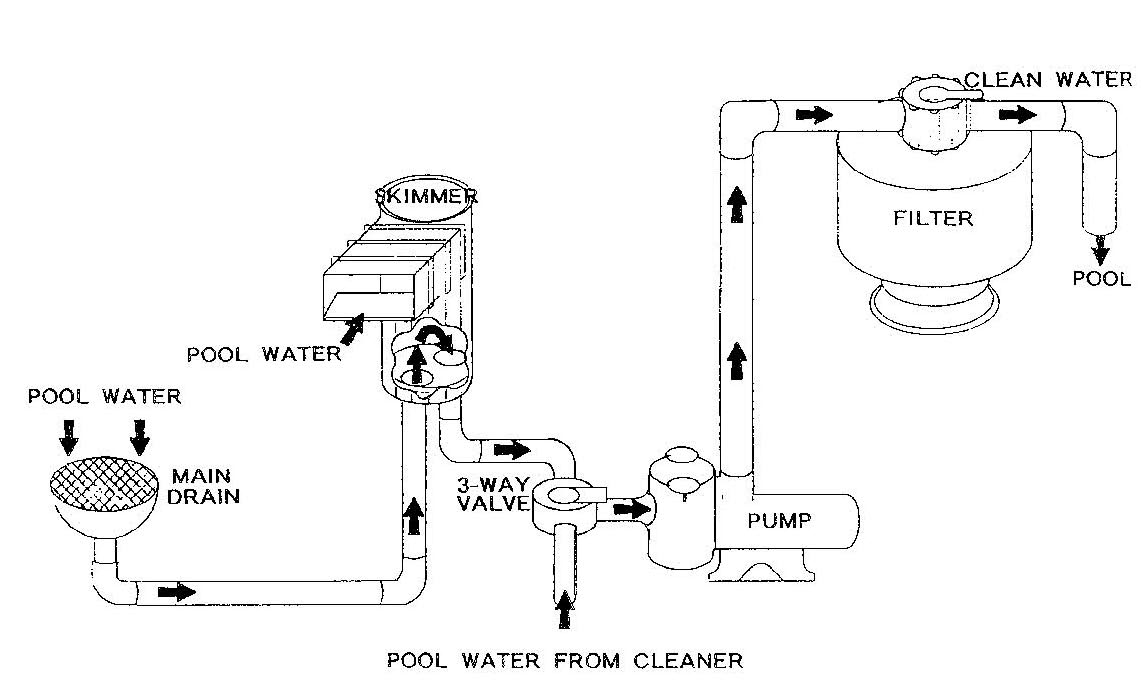 CLEAN WATER
SKIMMER
FILTER
POOL
POOL WATER
POOL WATER
MAIN
DRAIN
3-WAY
VALVE
PUMP
POOL WATER FROM CLEANER